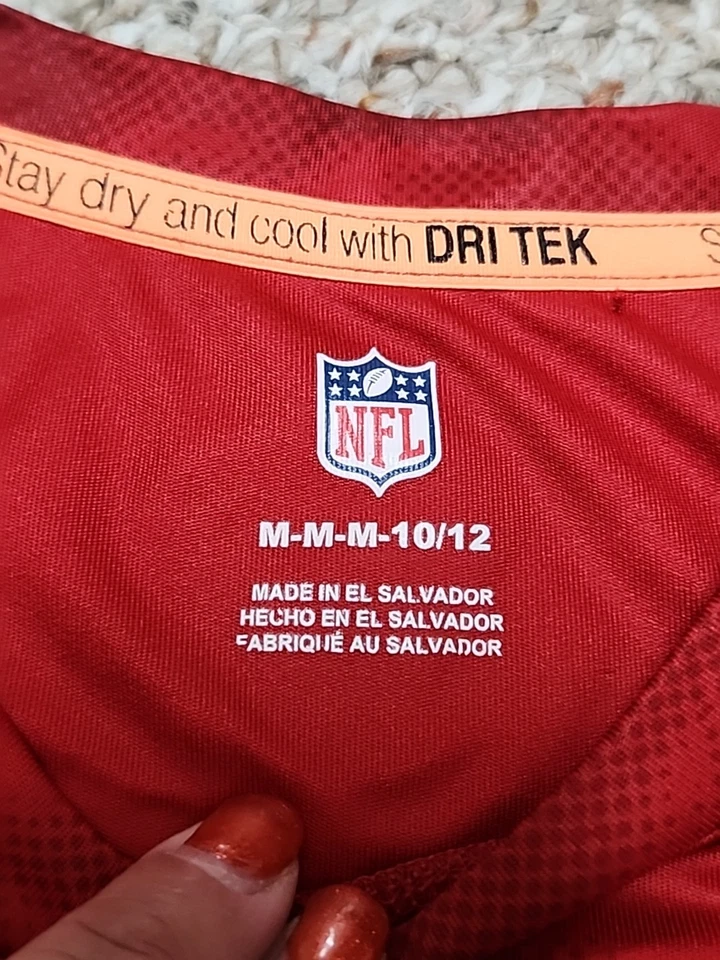 Stay dry and cool with DRI TEK S
NFL
M-M-M-10/12
MADE IN EL SALVADOR
HECHO EN EL SALVADOR
FABRIQUÉ AU SALVADOR